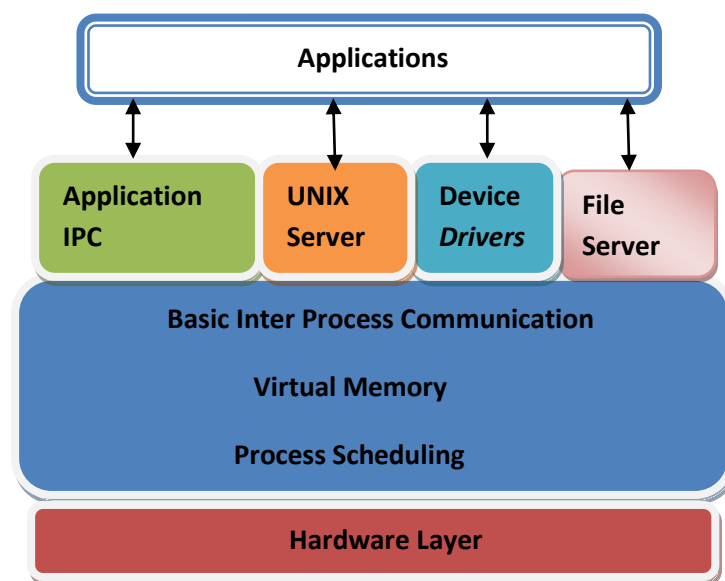 Applications
Application
IPC
UNIX
Server
Device
Drivers
File
Server
Basic Inter Process Communication
Virtual Memory
Process Scheduling
Hardware Layer